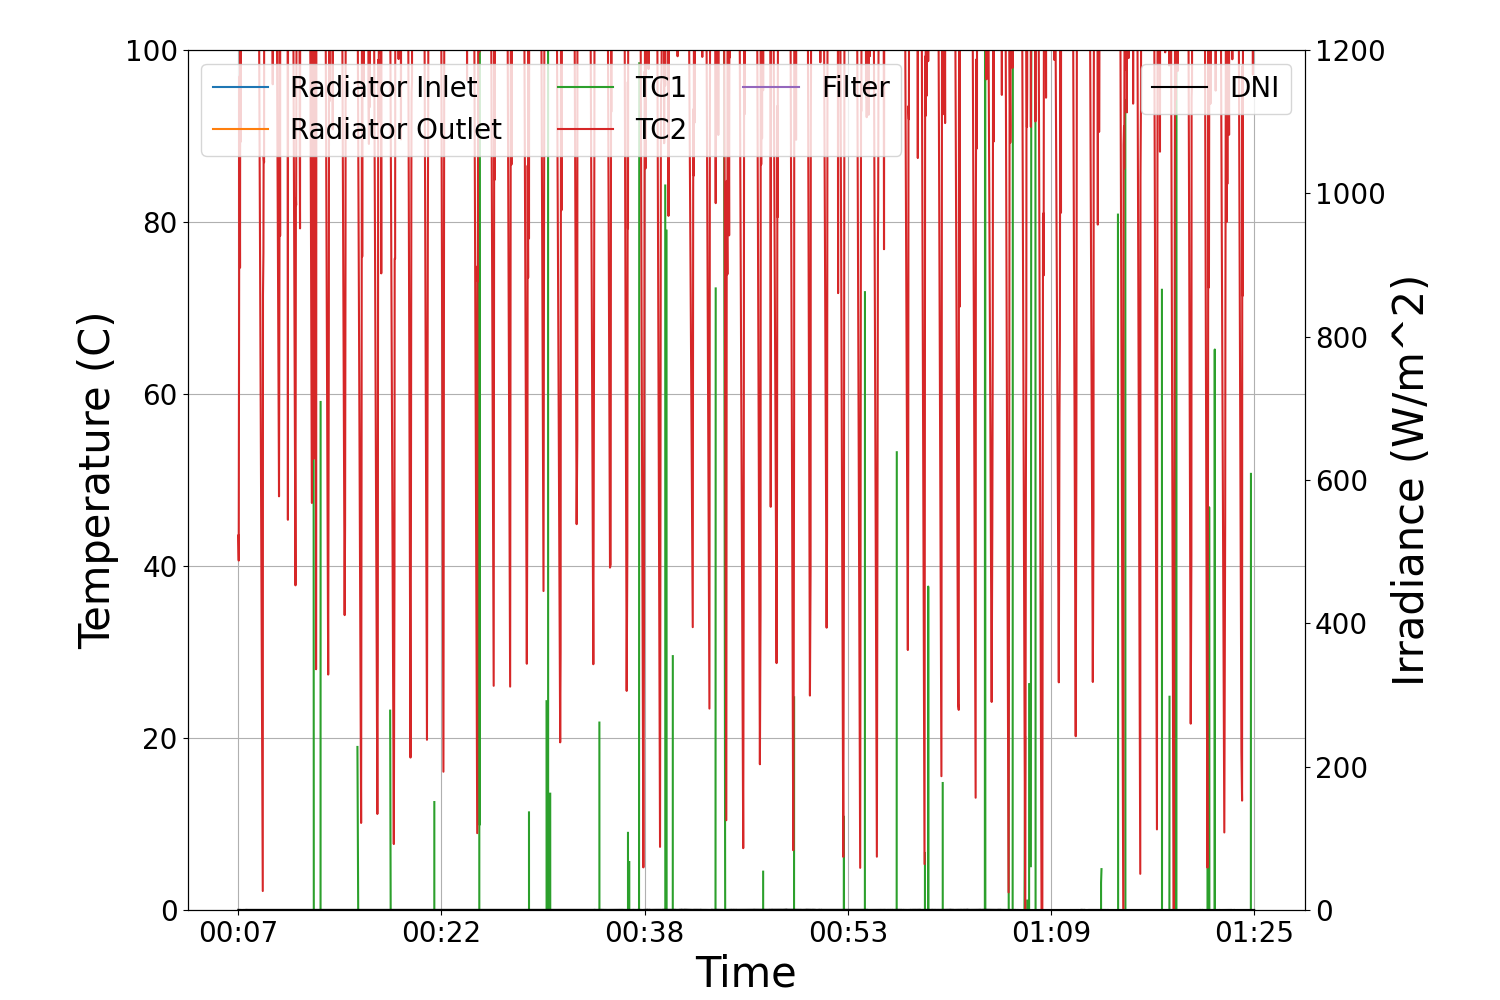 100
80
60
40
20
0
Temperature (C)
Radiator Inlet
Radiator Outlet
TC1
TC2
Filter
DNI
1200
1000
800
600
400
200
0
Irradiance (W/m^2)
00:07
00:22
00:38
00:53
01:09
01:25
Time